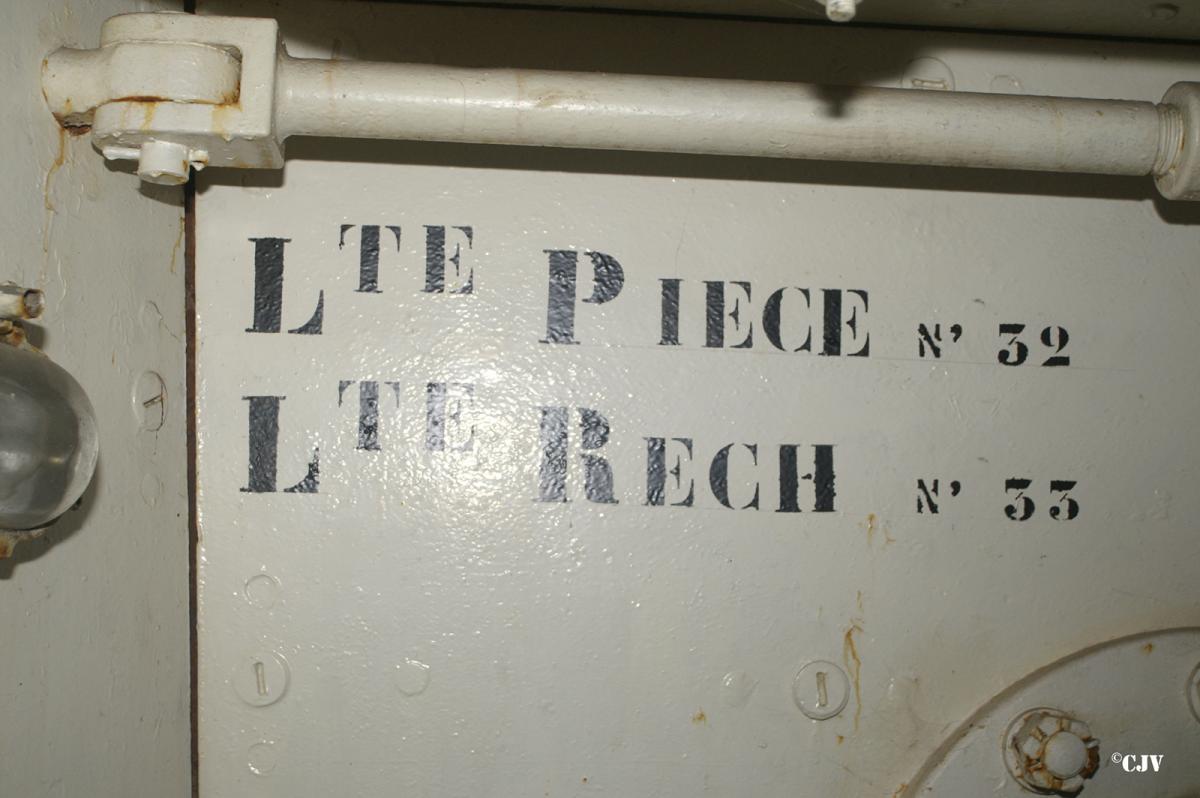 LTE PIECE N' 32
LTE RECH N' 33
©CJV